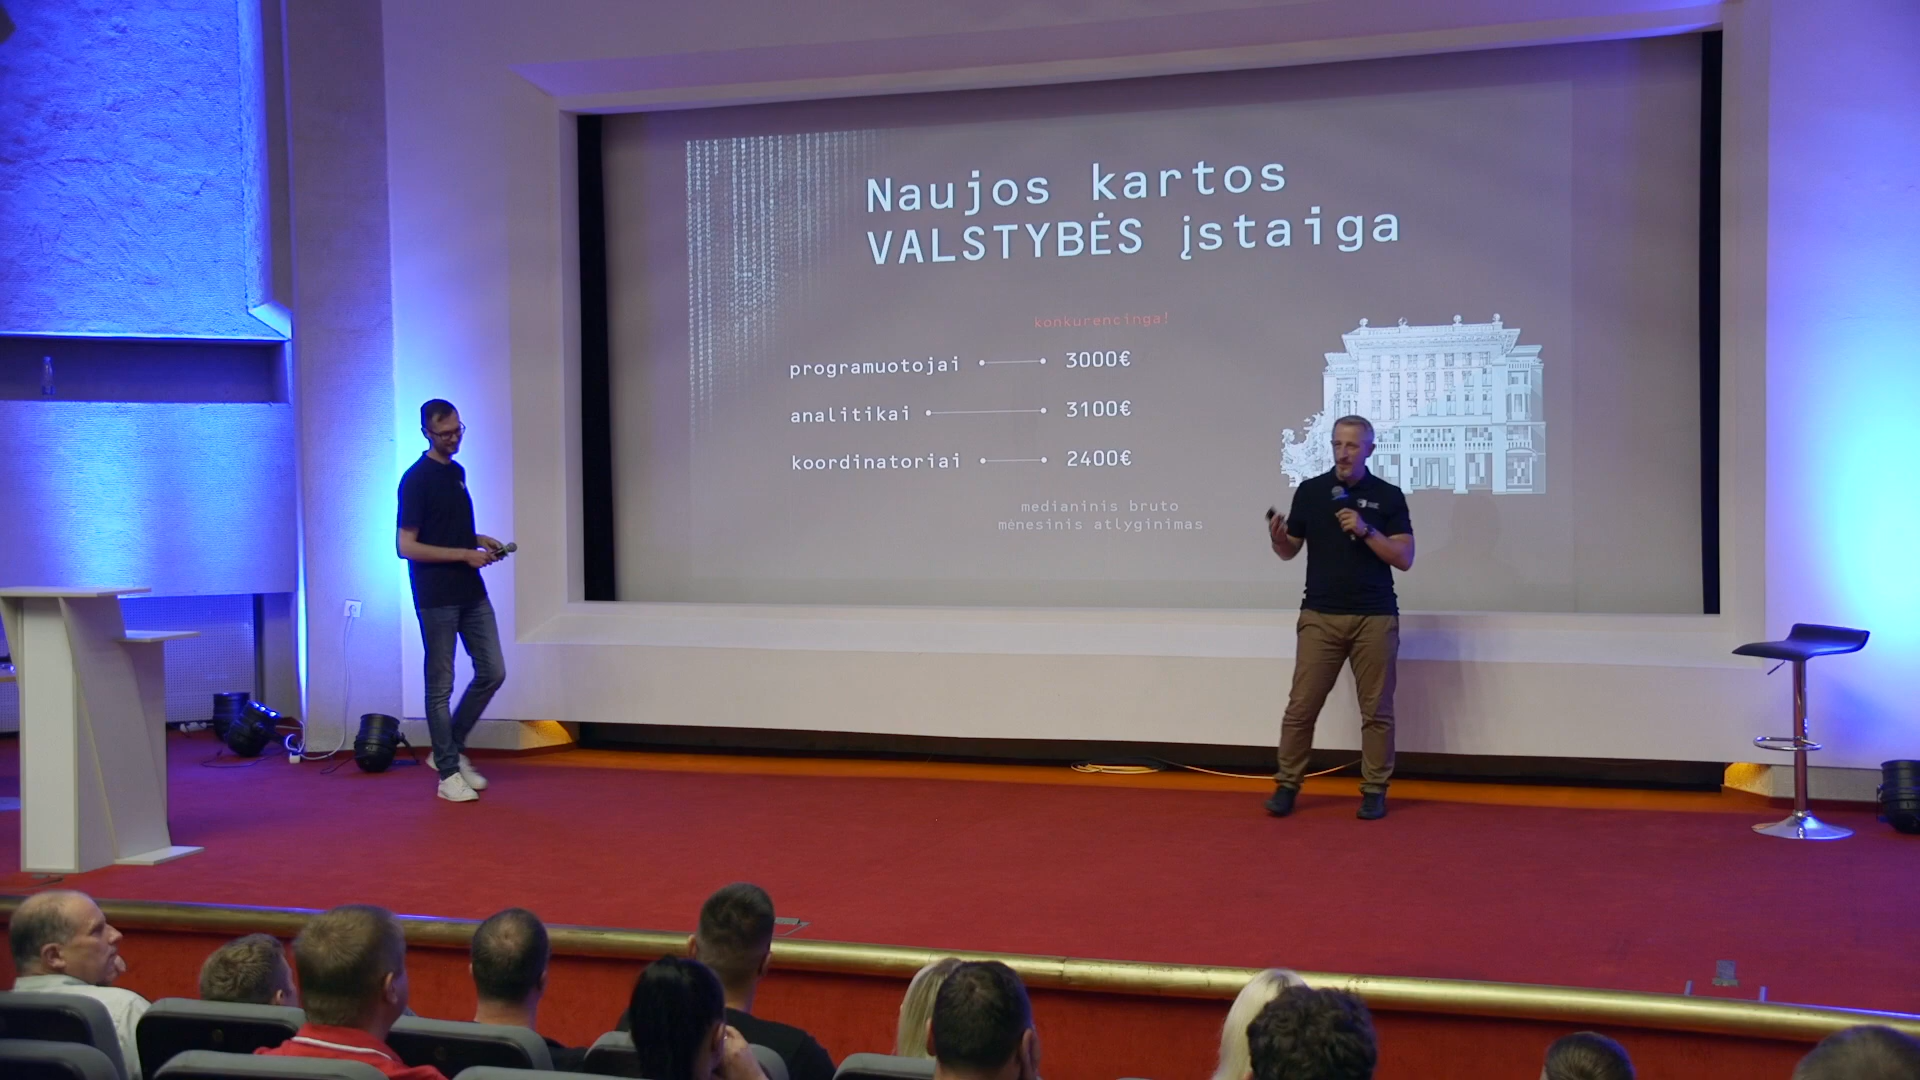 Naujos kartos
VALSTYBĖS įstaiga
konkurencinga!
programuotojai 3000€
analitikai 3100€
koordinatoriai 2400€
medianinis bruto
mėnesinis atlyginimas